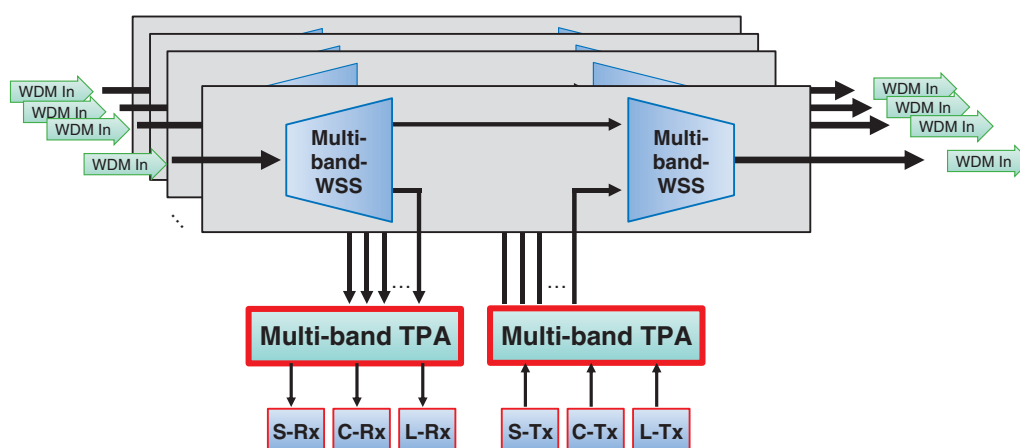 WDM In
WDM In
WDM In
WDM In
WDM In
WDM In
WDM In
WDM In
Multi-
band-
WSS
Multi-
band-
WSS
...
...
...
Multi-band TPA
Multi-band TPA
S-Rx
C-Rx
L-Rx
S-Tx
C-Tx
L-Tx